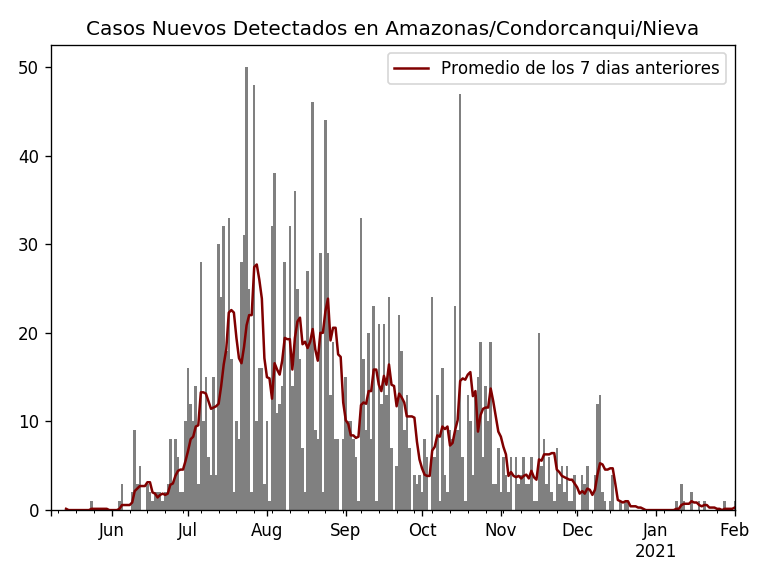 Casos Nuevos Detectados en Amazonas/Condorcanqui/Nieva
Promedio de los 7 dias anteriores
50
40
30
20
10
0
Jun Jul Aug Sep Oct Nov Dec Jan Feb
2021